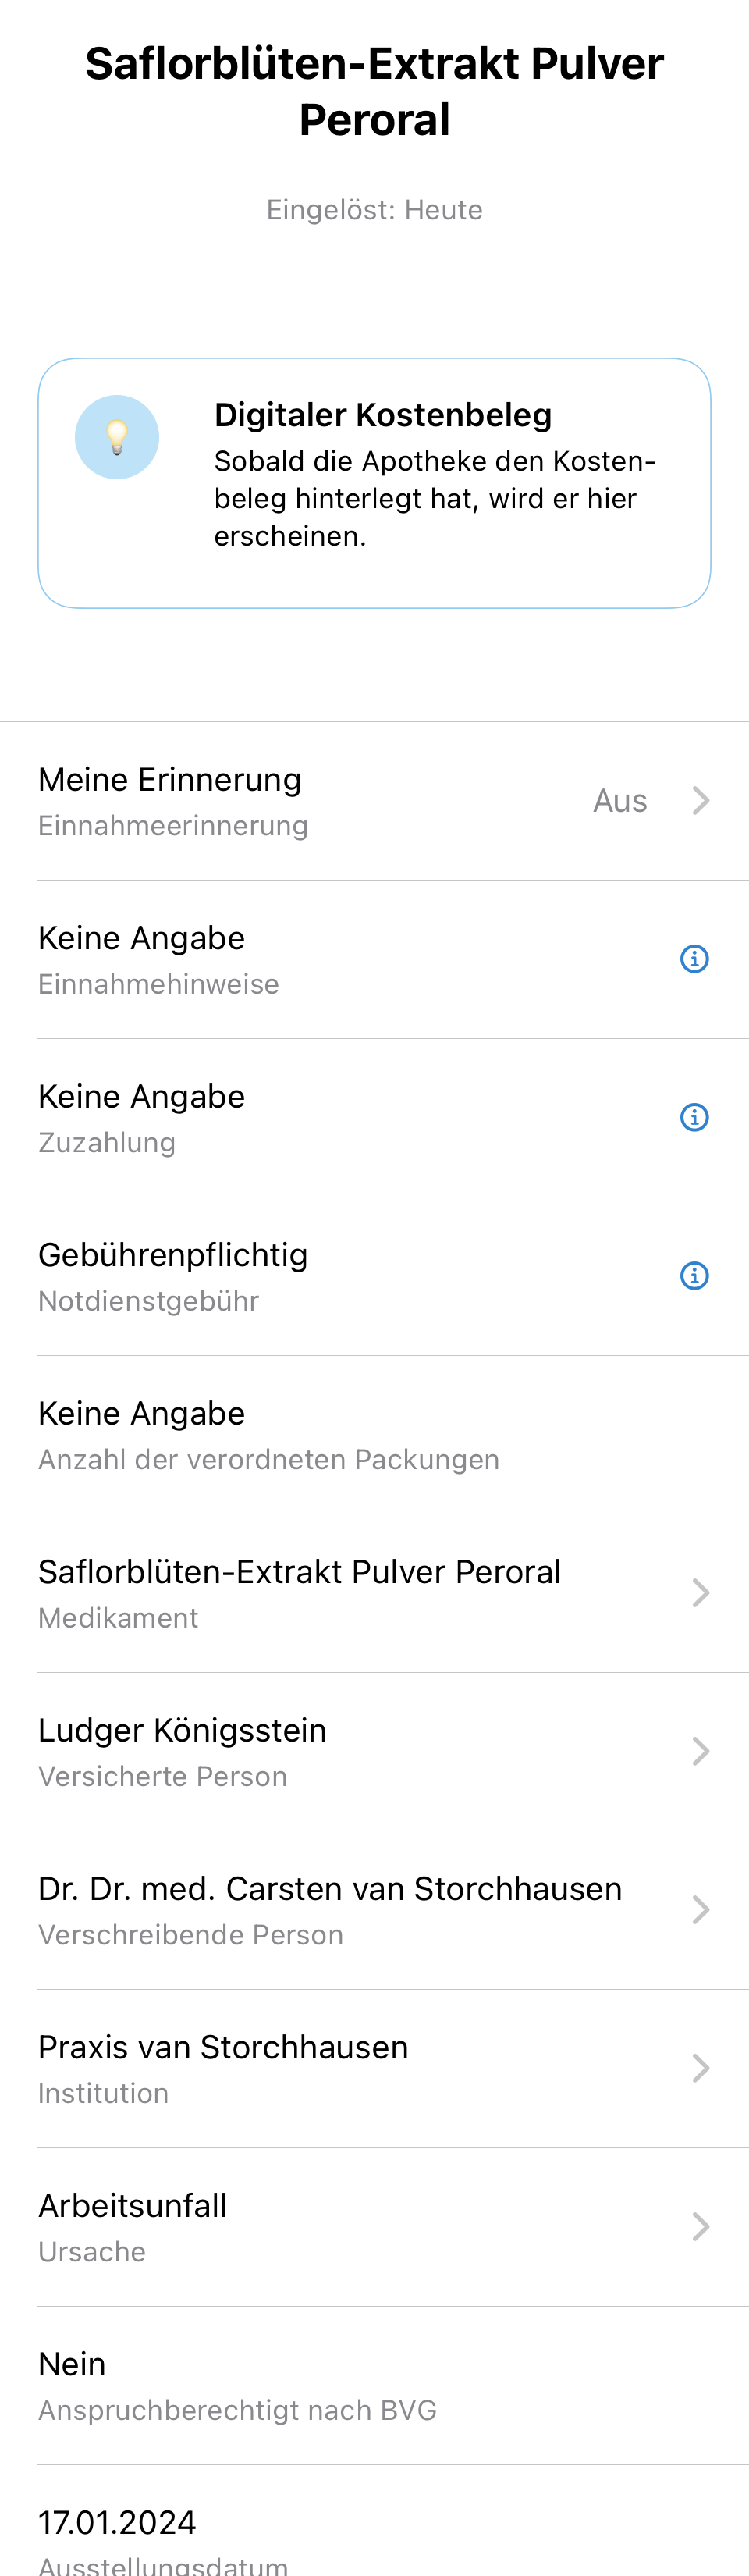 Saflorblüten-Extrakt Pulver
Peroral
Eingelöst: Heute
Digitaler Kostenbeleg
Sobald die Apotheke den Kosten-
beleg hinterlegt hat, wird er hier
erscheinen.
Meine Erinnerung
Einnahmeerinnerung
Aus
Keine Angabe
Einnahmehinweise
Keine Angabe
Zuzahlung
Gebührenpflichtig
Notdienstgebühr
Keine Angabe
Anzahl der verordneten Packungen
Saflorblüten-Extrakt Pulver Peroral
Medikament
Ludger Königsstein
Versicherte Person
Dr. Dr. med. Carsten van Storchhausen
Verschreibende Person
Praxis van Storchhausen
Institution
Arbeitsunfall
Ursache
Nein
Anspruchberechtigt nach BVG
17.01.2024
Ausstellungsdatum